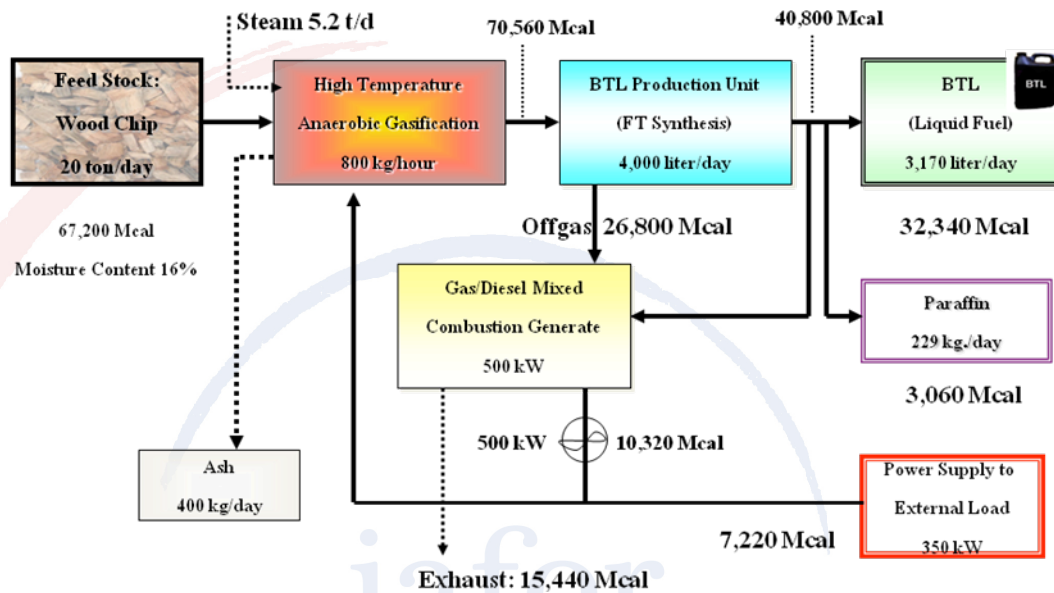 Steam 5.2 t/d
70,560 Mcal
40,800 Mcal
Feed Stock:
Wood Chip
20 ton/day
High Temperature
Anaerobic Gasification
800 kg/hour
BTL Production Unit
(FT Synthesis)
4,000 liter/day
BTL
(Liquid Fuel)
3,170 liter/day
BTL
67,200 Mcal
Moisture Content 16%
Offgas 26,800 Mcal
32,340 Mcal
Gas/Diesel Mixed
Combustion Generate
500 kW
Paraffin
229 kg./day
3,060 Mcal
500 kW
10,320 Mcal
Ash
400 kg/day
Power Supply to
External Load
350 kW
7,220 Mcal
Exhaust: 15,440 Mcal
iafor